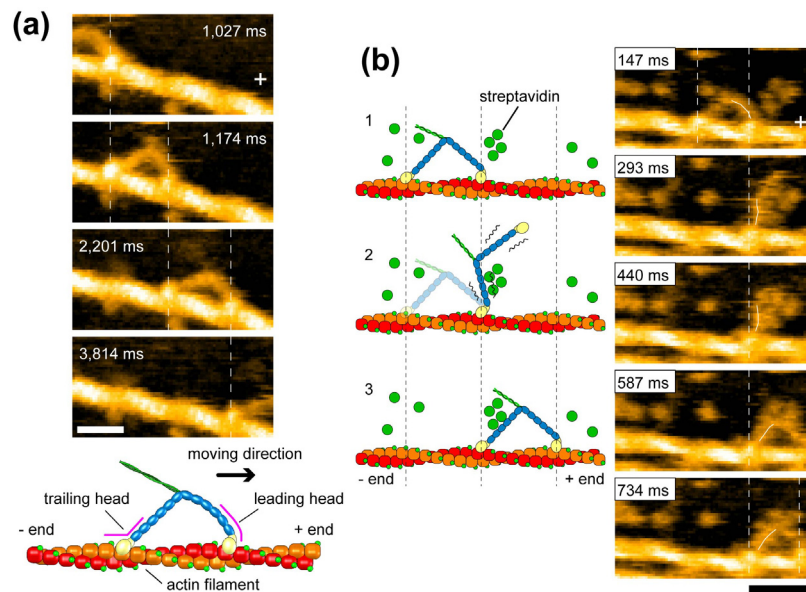 (a)
1,027 ms
+
1,174 ms
2,201 ms
3,814 ms
moving direction
trailing head
leading head
- end
+ end
actin filament
(b)
streptavidin
1
2
3
- end
+ end
147 ms
+
293 ms
440 ms
587 ms
734 ms